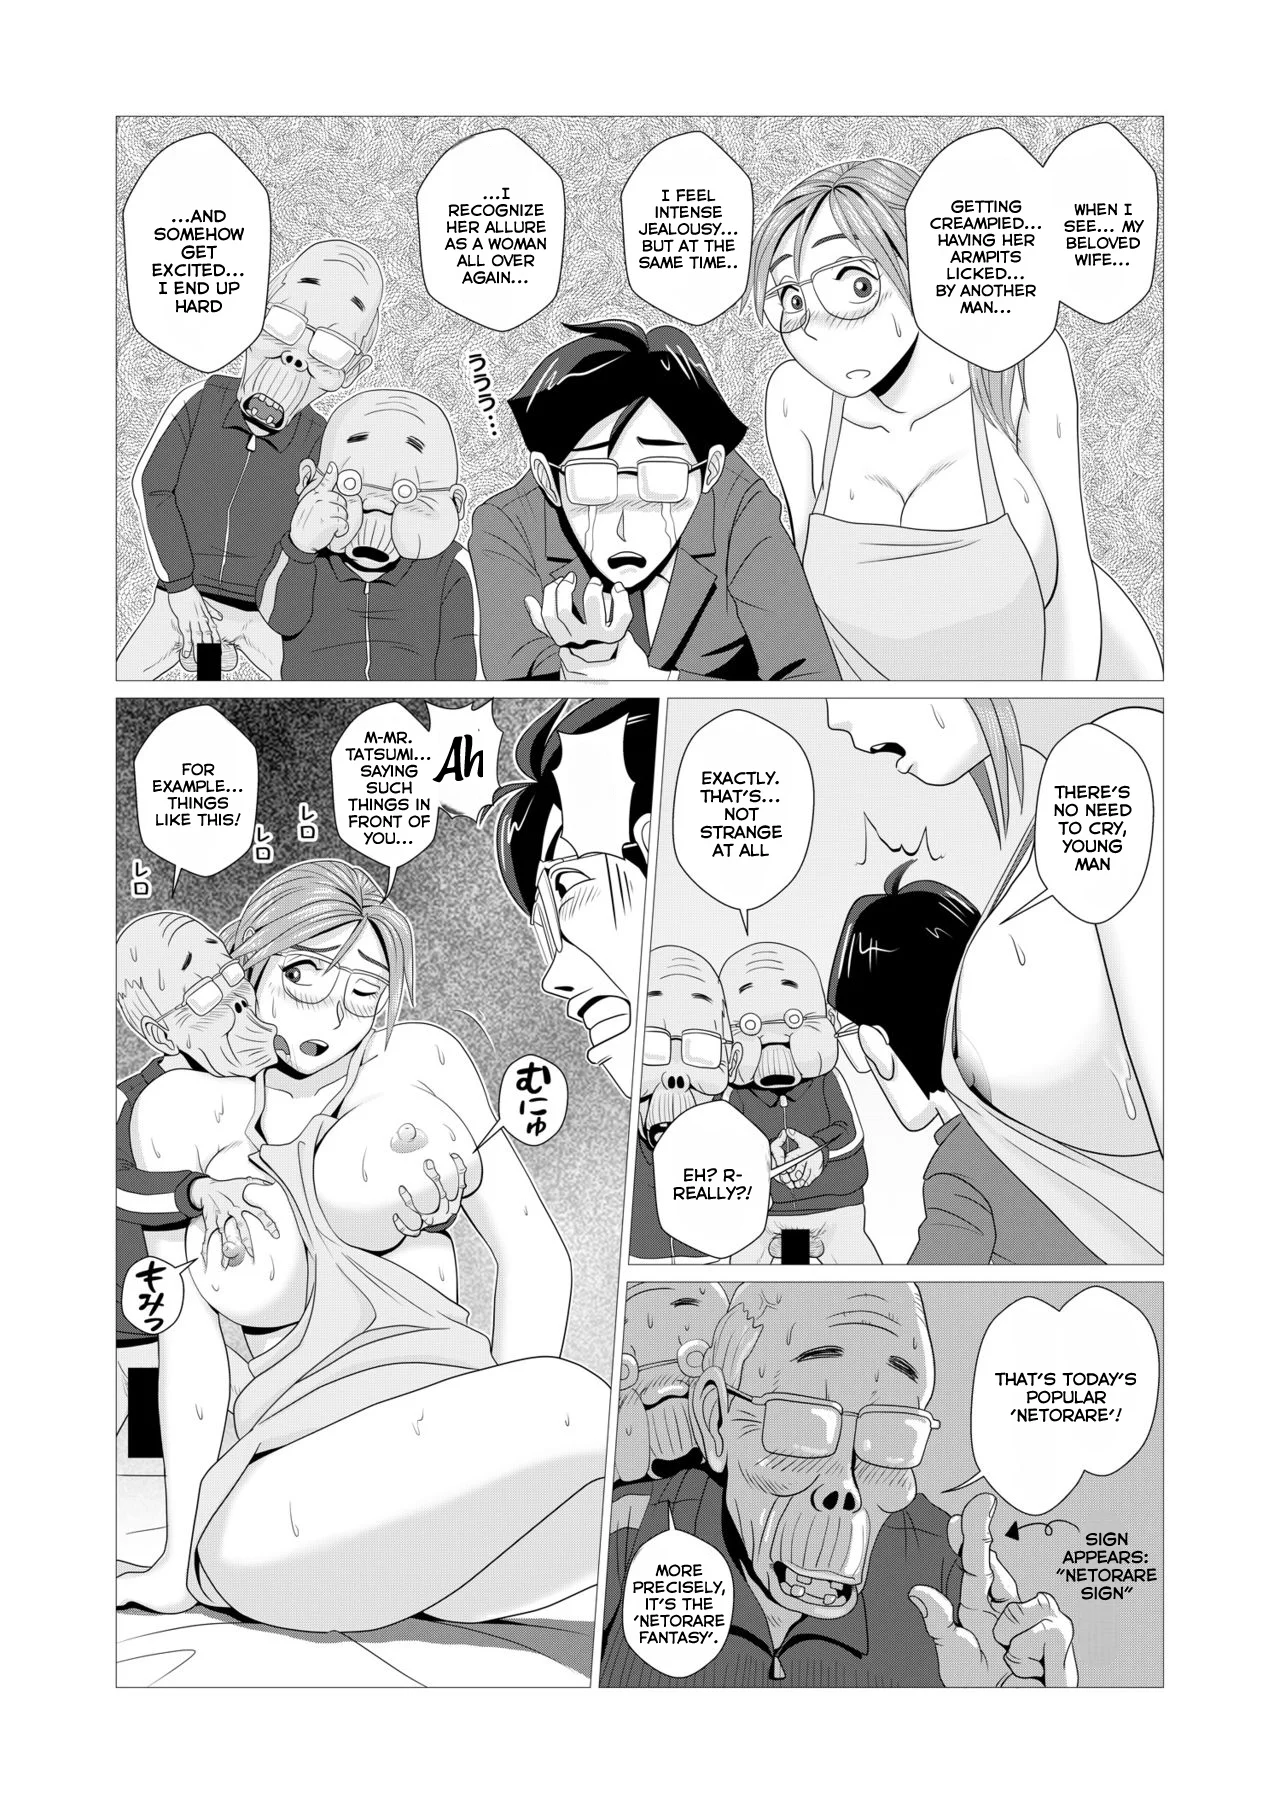 WHEN I
SEE... MY
BELOVED
WIFE...
GETTING
CREAMPIED...
HAVING HER
ARMPITS
LICKED...
BY ANOTHER
MAN...
I FEEL
INTENSE
JEALOUSY...
BUT AT THE
SAME TIME..
...I
RECOGNIZE
HER ALLURE
AS A WOMAN
ALL OVER
AGAIN...
ううう...
...AND
SOMEHOW
GET
EXCITED...
I END UP
HARD
THERE'S
NO NEED
TO CRY,
YOUNG
MAN
EXACTLY.
THAT'S...
NOT
STRANGE
AT ALL
EH? R-
REALLY?!
Ah
M-MR.
TATSUMI...
SAYING
SUCH
THINGS IN
FRONT OF
YOU...
FOR
EXAMPLE...
THINGS
LIKE THIS!
レロ
レロ
レロ
むにゅ
もみっ
THAT'S TODAY'S
POPULAR
'NETORARE'!
SIGN
APPEARS:
"NETORARE
SIGN"
MORE
PRECISELY,
IT'S THE
'NETORARE
FANTASY'.